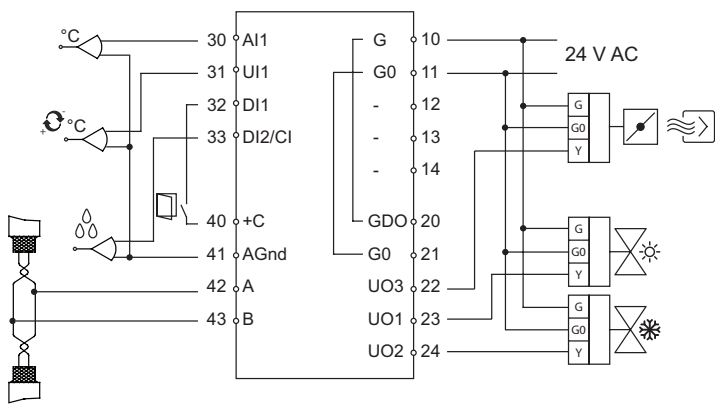 °C 30 AI1 G 10
24 V AC
31 UI1 G0 11
32 DI1 - 12
G
+ - °C
33 DI2/CI - 13
G0
- 14
Y
40 +C GDO 20
G
41 AGnd G0 21
G0
42 A UO3 22
Y
43 B UO1 23
G
G0
UO2 24
Y